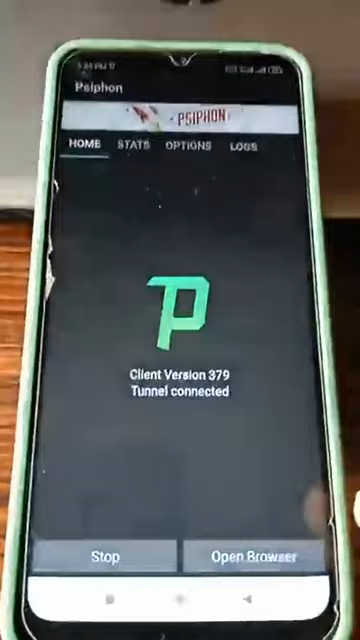 Psiphon
PSIPHON
HOME STATS OPTIONS LOGS
Client Version 379
Tunnel connected
Stop Open Browser